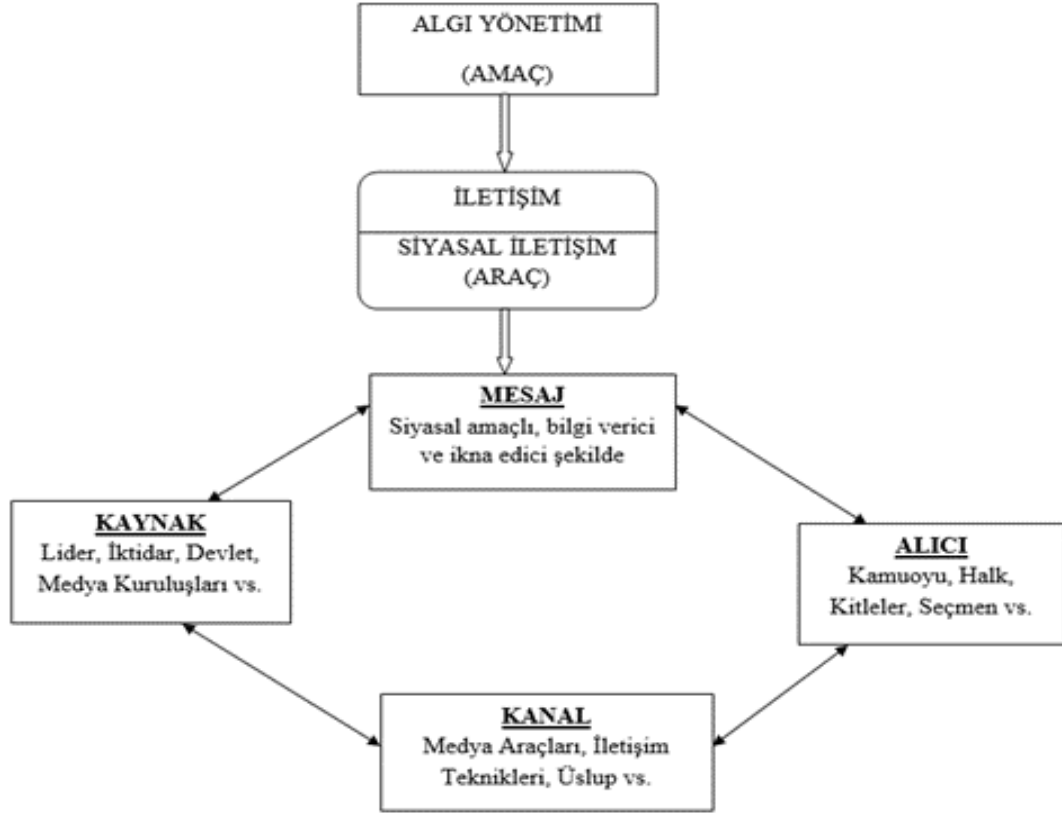 ALGI YÖNETİMİ
(AMAÇ)
İLETİŞİM
SİYASAL İLETİŞİM
(ARAÇ)
MESAJ
Siyasal amaçlı, bilgi verici
ve ikna edici şekilde
KAYNAK
Lider, İktidar, Devlet,
Medya Kuruluşları vs.
ALICI
Kamuoyu, Halk,
Kitleler, Seçmen vs.
KANAL
Medya Araçları, İletişim
Teknikleri, Üslup vs.